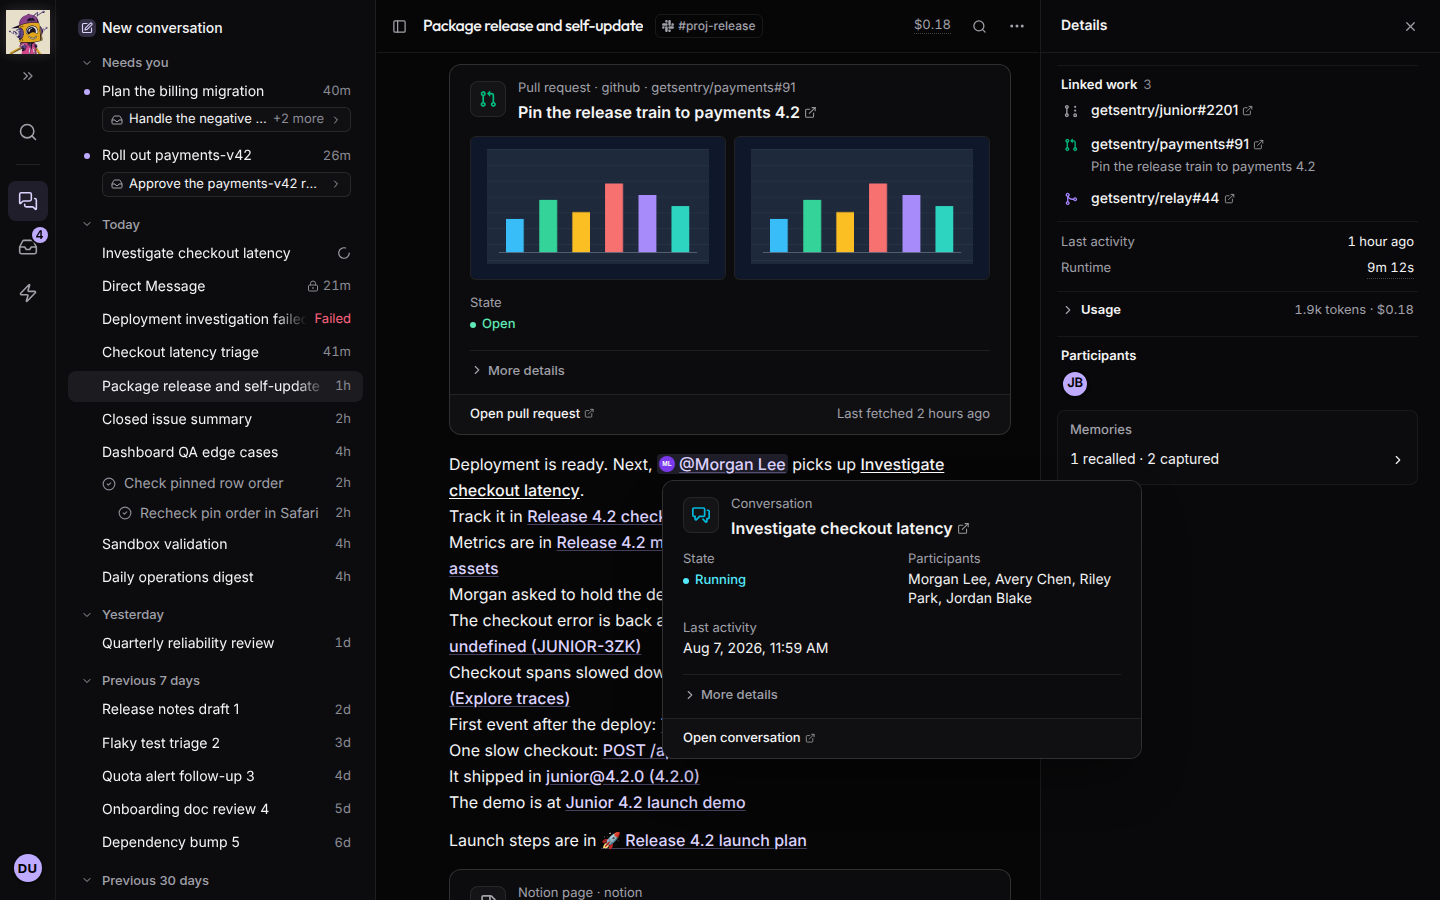 New conversation
Needs you
Plan the billing migration 40m
Handle the negative ... +2 more
Roll out payments-v42 26m
Approve the payments-v42 r...
Today
Investigate checkout latency
Direct Message 21m
Deployment investigation failed Failed
Checkout latency triage 41m
Package release and self-update 1h
Closed issue summary 2h
Dashboard QA edge cases 4h
Check pinned row order 2h
Recheck pin order in Safari 2h
Sandbox validation 4h
Daily operations digest 4h
Yesterday
Quarterly reliability review 1d
Previous 7 days
Release notes draft 1 2d
Flaky test triage 2 3d
Quota alert follow-up 3 4d
Onboarding doc review 4 5d
Dependency bump 5 6d
Previous 30 days
4
DU
Package release and self-update #proj-release $0.18
Pull request · github · getsentry/payments#91
Pin the release train to payments 4.2
State
Open
More details
Open pull request Last fetched 2 hours ago
Deployment is ready. Next, ML @Morgan Lee picks up Investigate
checkout latency.
Track it in Release 4.2 check
Metrics are in Release 4.2 m
assets
Morgan asked to hold the de
The checkout error is back a
undefined (JUNIOR-3ZK)
Checkout spans slowed dow
(Explore traces)
First event after the deploy:
One slow checkout: POST /a
It shipped in junior@4.2.0 (4.2.0)
The demo is at Junior 4.2 launch demo
Launch steps are in 🚀 Release 4.2 launch plan
Notion page · notion
Conversation
Investigate checkout latency
State
Running
Participants
Morgan Lee, Avery Chen, Riley
Park, Jordan Blake
Last activity
Aug 7, 2026, 11:59 AM
More details
Open conversation
Details
Linked work 3
getsentry/junior#2201
getsentry/payments#91
Pin the release train to payments 4.2
getsentry/relay#44
Last activity 1 hour ago
Runtime 9m 12s
Usage 1.9k tokens · $0.18
Participants
JB
Memories
1 recalled · 2 captured